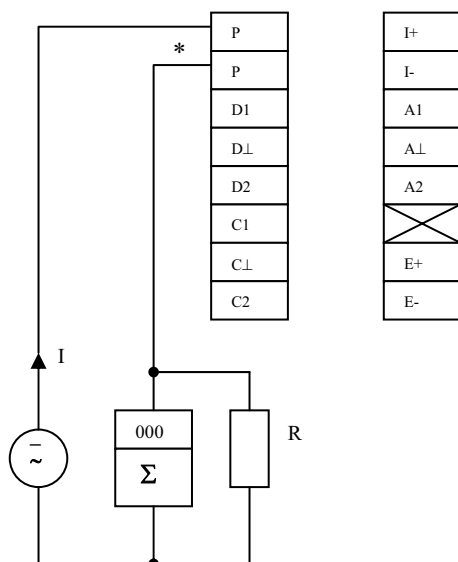 P I+
*
P I-
D1 A1
D⊥ A⊥
D2 A2
C1
C⊥ E+
C2 E-
I
000
R
Σ